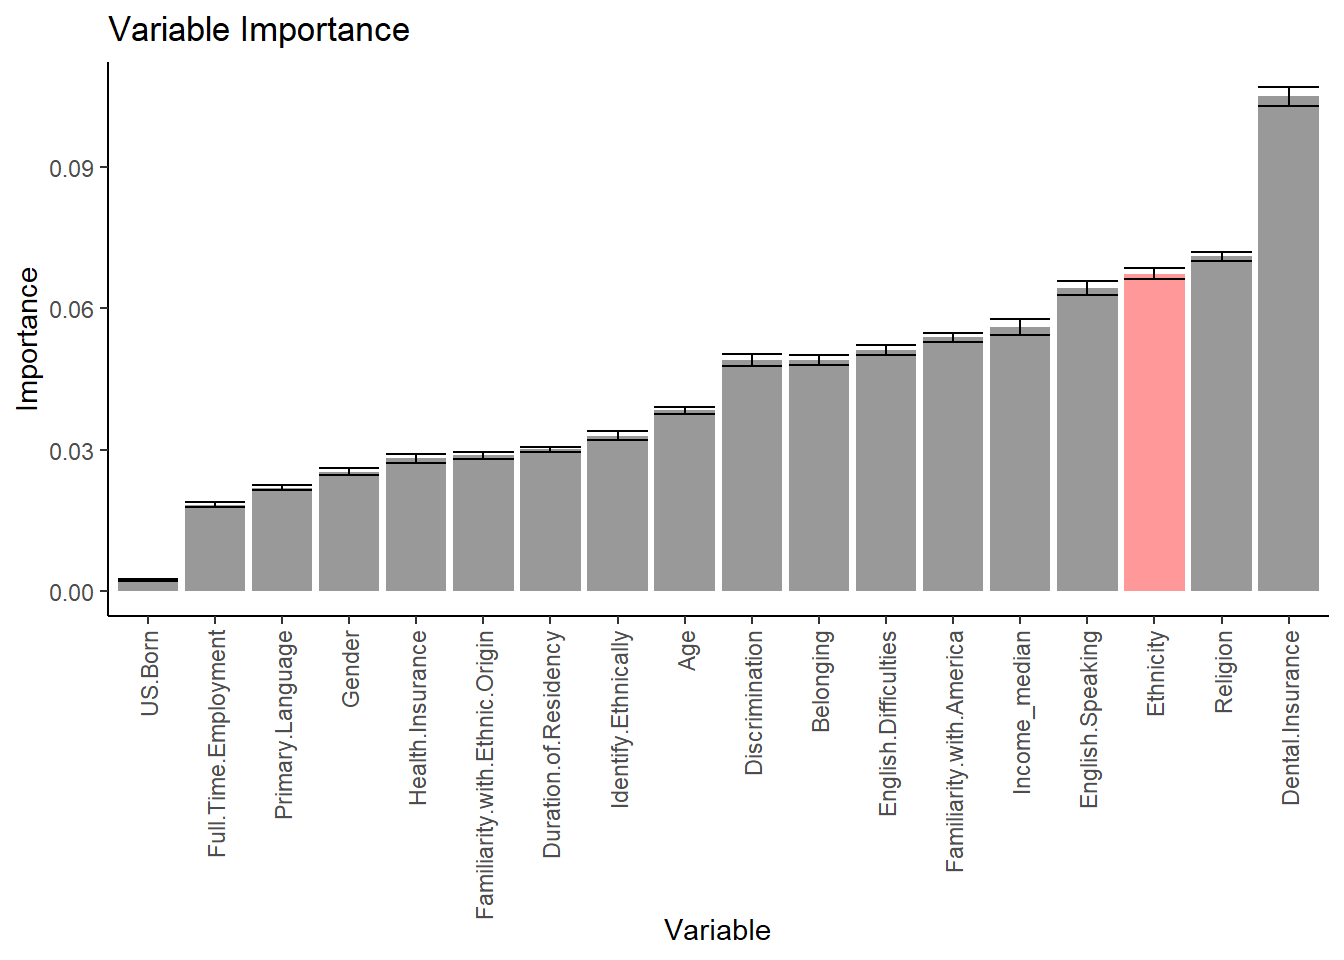 Variable Importance
Importance
0.09
0.06
0.03
0.00
US.Born
Full.Time.Employment
Primary.Language
Gender
Health.Insurance
Familiarity.with.Ethnic.Origin
Duration.of.Residency
Identify.Ethnically
Age
Discrimination
Belonging
English.Difficulties
Familiarity.with.America
Income_median
English.Speaking
Ethnicity
Religion
Dental.Insurance
Variable